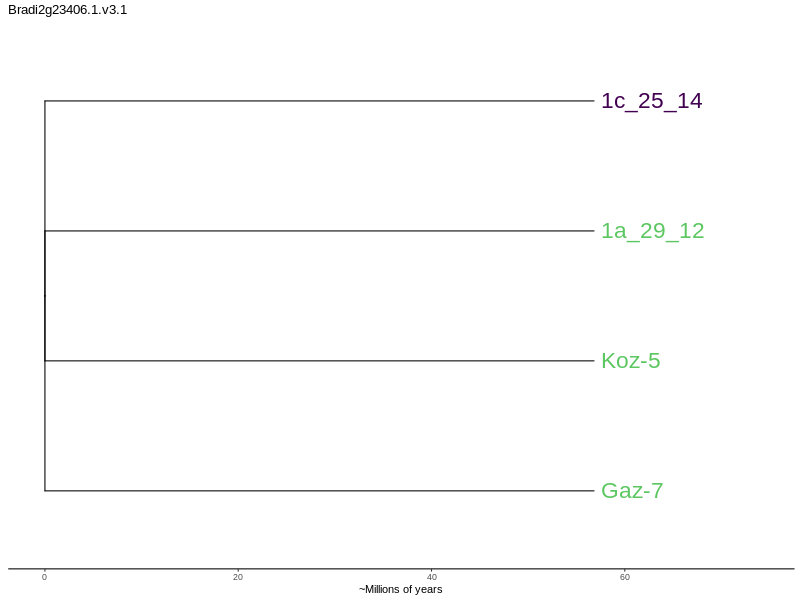 Bradi2g23406.1.v3.1
1c_25_14
1a_29_12
Koz-5
Gaz-7
0 20 40 60
~Millions of years